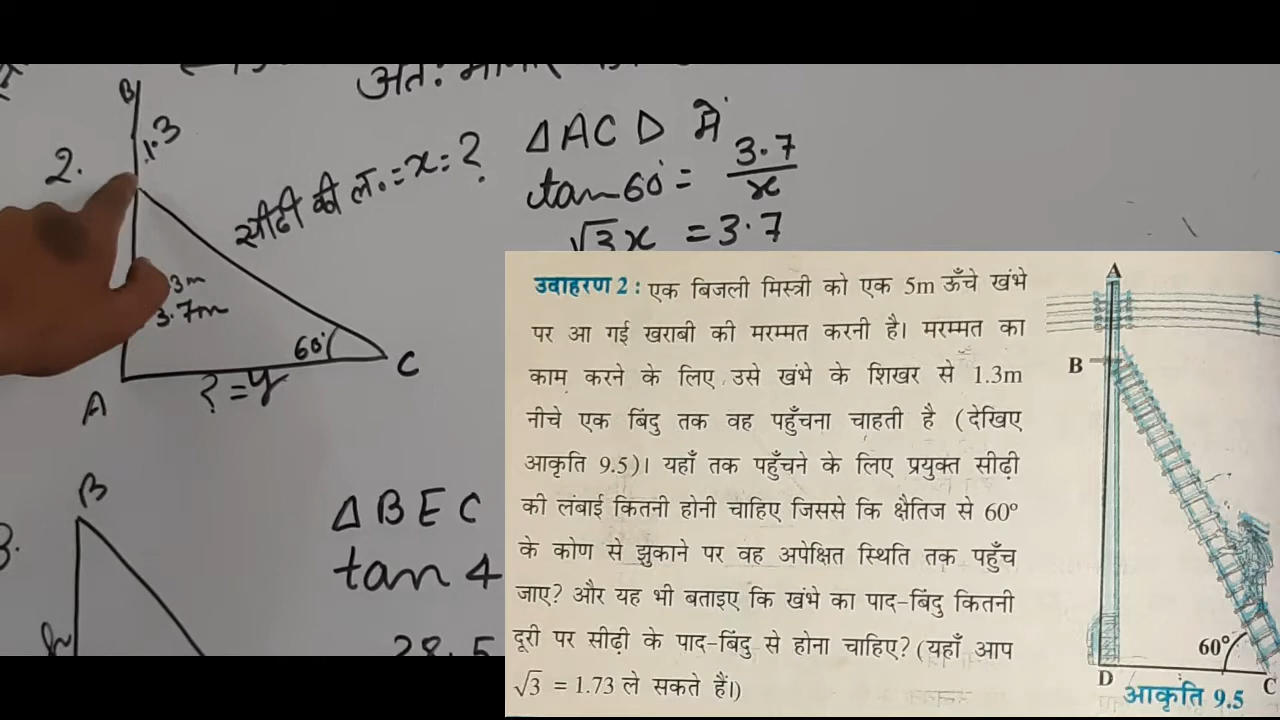 B
1.3
2.
सीढी की ल॰=x=?
3m
3.7m
60°
C
A
?=y
ΔACD में
tan60° = 3.7/x
√3x = 3.7
B
3.
ΔBEC
tan 4
28.5
उदाहरण 2 : एक बिजली मिस्त्री को एक 5m ऊँचे खंभे
पर आ गई खराबी की मरम्मत करनी है। मरम्मत का
काम करने के लिए उसे खंभे के शिखर से 1.3m
नीचे एक बिंदु तक वह पहुँचना चाहती है (देखिए
आकृति 9.5)। यहाँ तक पहुँचने के लिए प्रयुक्त सीढ़ी
की लंबाई कितनी होनी चाहिए जिससे कि क्षैतिज से 60°
के कोण से झुकाने पर वह अपेक्षित स्थिति तक पहुँच
जाए? और यह भी बताइए कि खंभे का पाद-बिंदु कितनी
दूरी पर सीढ़ी के पाद-बिंदु से होना चाहिए? (यहाँ आप
√3 = 1.73 ले सकते हैं।)
A
B
60°
D
C
आकृति 9.5